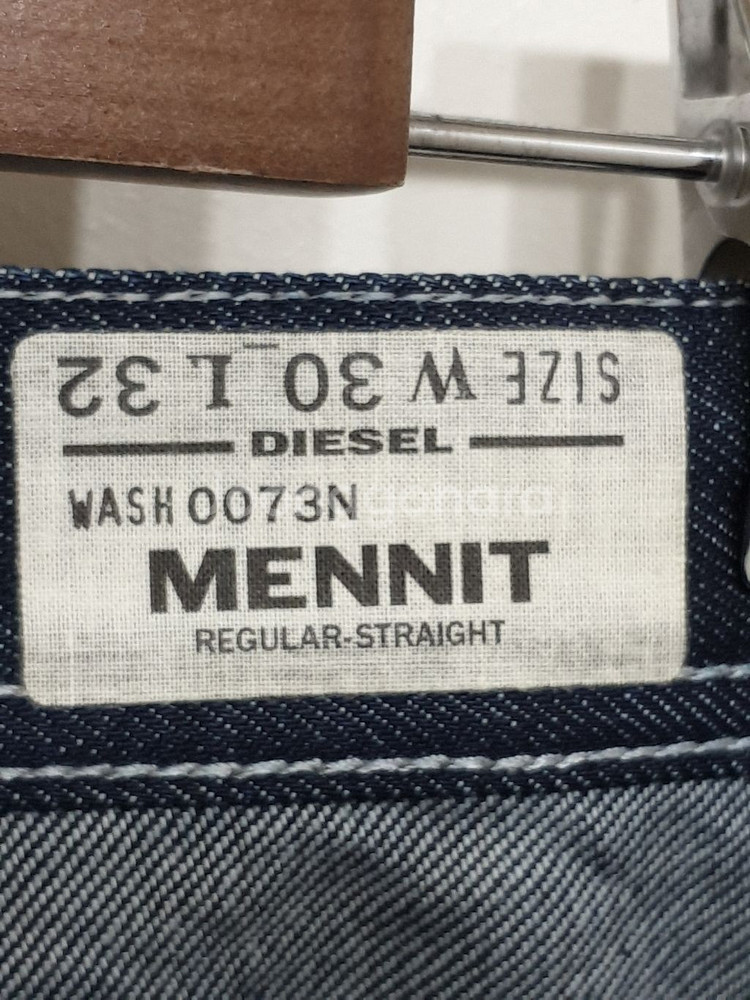 SIZE W 30 L 32
DIESEL
WASH 0073N
MENNIT
REGULAR-STRAIGHT